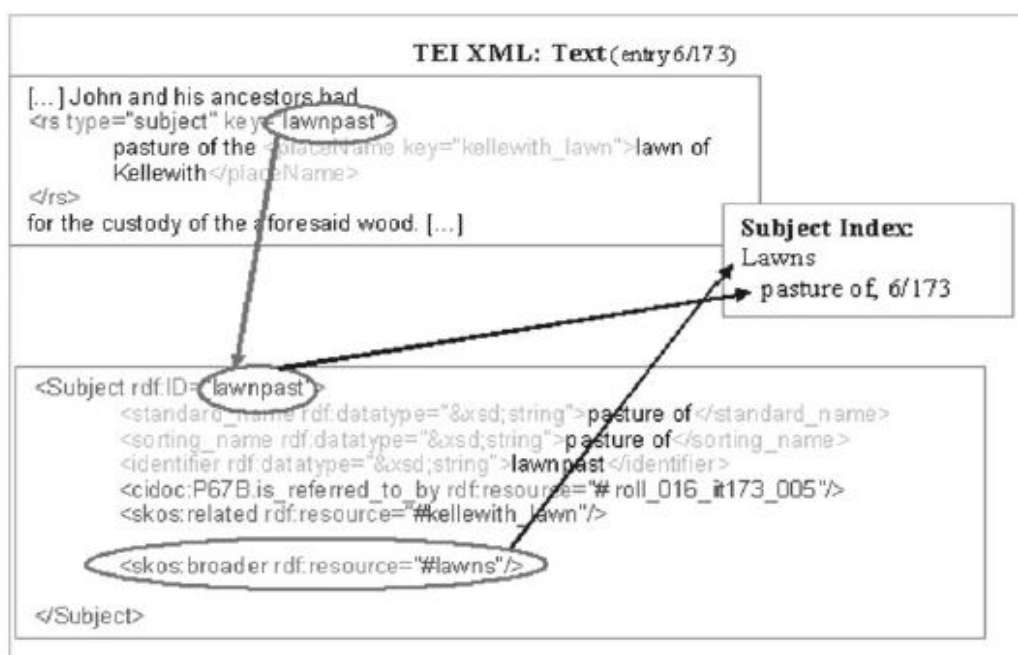 TEI XML: Text (entry 6/173)
[...] John and his ancestors had
<rs type="subject" key="lawnpast">
pasture of the <placeName key="kellewith_lawn">lawn of
Kellewith</placeName>
</rs>
for the custody of the aforesaid wood. [...]
Subject Index:
Lawns
pasture of, 6/173
<Subject rdf:ID="lawnpast">
<standard_name rdf:datatype="&xsd;string">pasture of</standard_name>
<sorting_name rdf:datatype="&xsd;string">pasture of</sorting_name>
<identifier rdf:datatype="&xsd;string">lawnpast</identifier>
<cidoc:P67B.is_referred_to_by rdf:resource="# roll_016_it173_005"/>
<skos:related rdf:resource="#kellewith_lawn"/>
<skos:broader rdf:resource="#lawns"/>
</Subject>